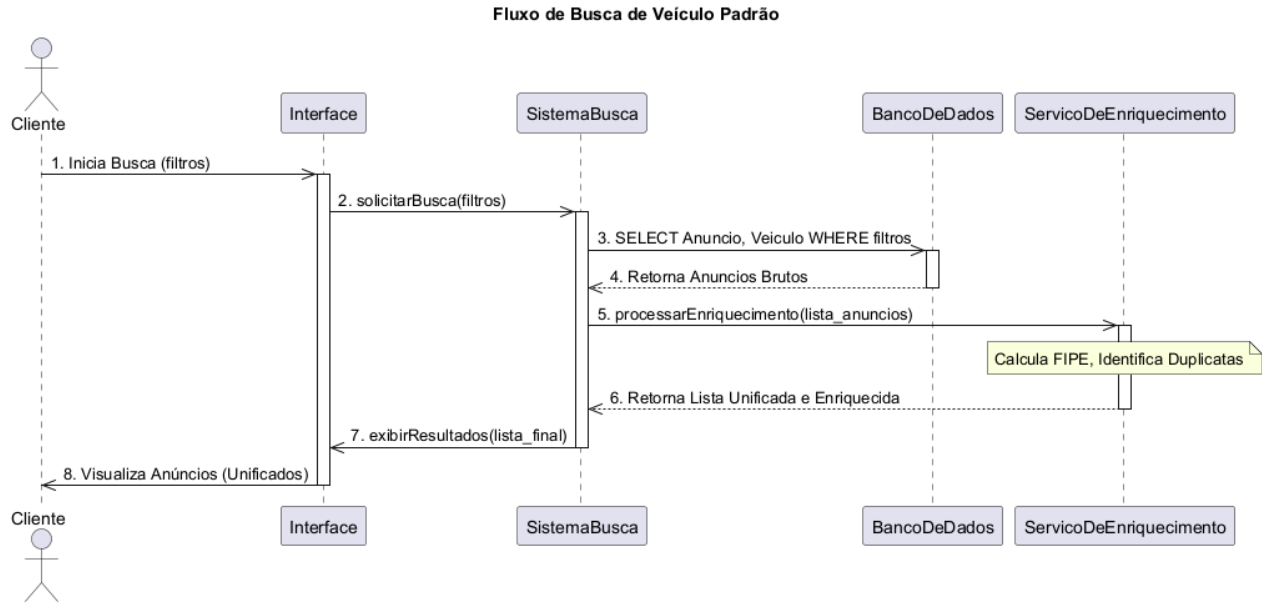 Fluxo de Busca de Veículo Padrão
Cliente
Interface
SistemaBusca
BancoDeDados
ServicoDeEnriquecimento
1. Inicia Busca (filtros)
2. solicitarBusca(filtros)
3. SELECT Anuncio, Veiculo WHERE filtros
4. Retorna Anuncios Brutos
5. processarEnriquecimento(lista_anuncios)
Calcula FIPE, Identifica Duplicatas
6. Retorna Lista Unificada e Enriquecida
7. exibirResultados(lista_final)
8. Visualiza Anúncios (Unificados)
Cliente
Interface
SistemaBusca
BancoDeDados
ServicoDeEnriquecimento